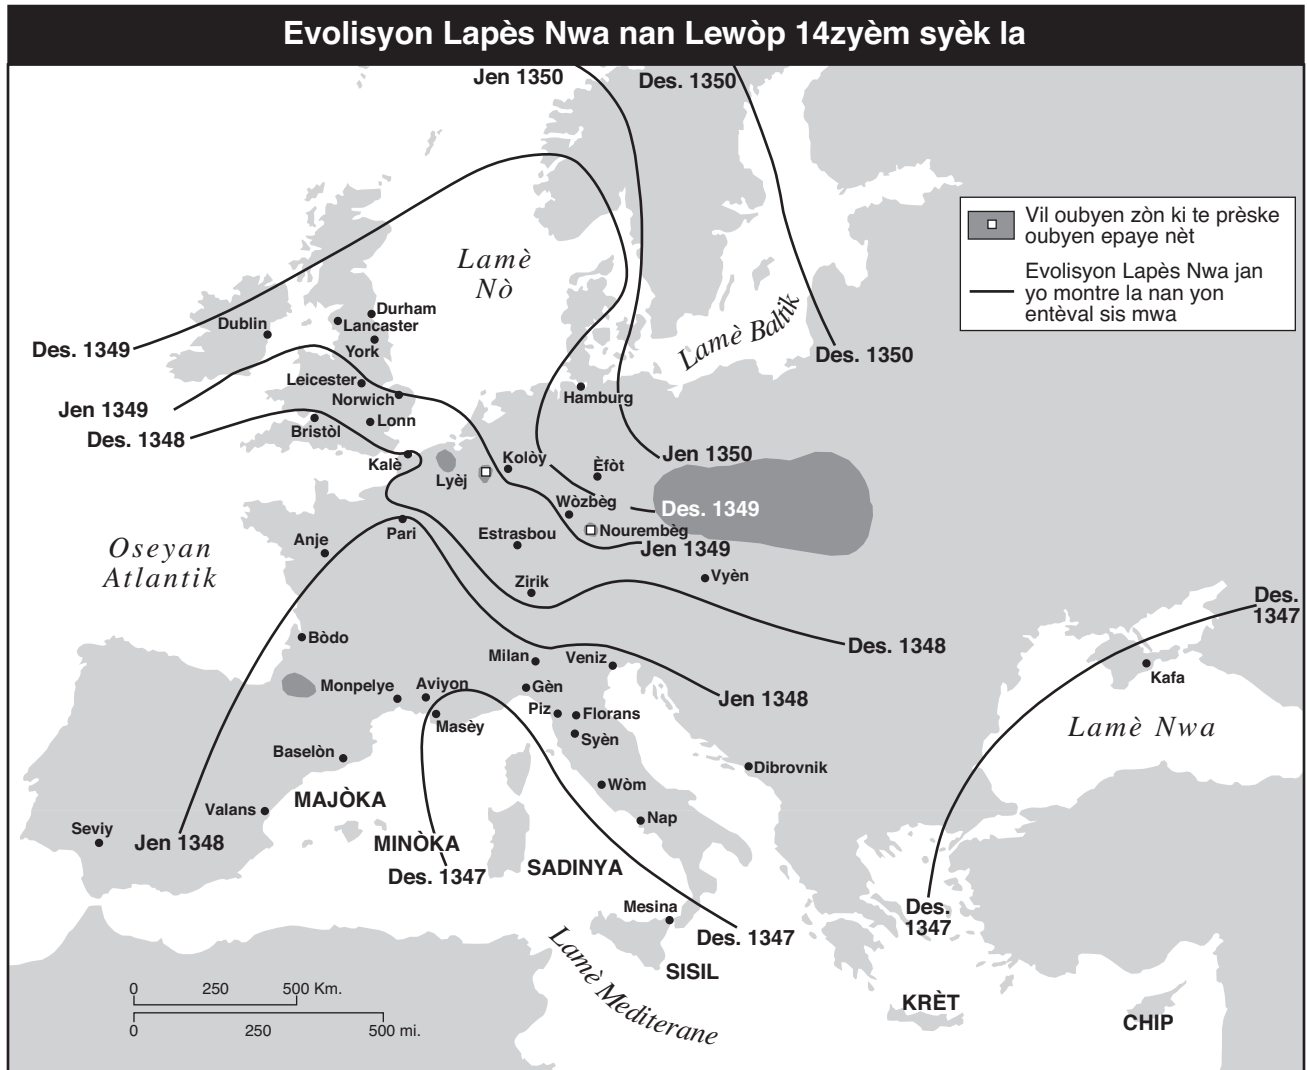 Evolisyon Lapès Nwa nan Lewòp 14zyèm syèk la
Jen 1350
Des. 1350
Vil oubyen zòn ki te prèske
oubyen epaye nèt
Evolisyon Lapès Nwa jan
yo montre la nan yon
entèval sis mwa
Lamè
Nò
Durham
Lancaster
Dublin
York
Des. 1349
Lamè Baltik
Des. 1350
Leicester
Norwich
Hamburg
Jen 1349
Des. 1348
Lonn
Bristòl
Kalè
Lyèj
Kolòy
Èfòt
Jen 1350
Wòzbèg
Des. 1349
Pari
Estrasbou
Nourembèg
Jen 1349
Anje
Oseyan
Atlantik
Zirik
Vyèn
Des.
1347
Bòdo
Des. 1348
Milan
Veniz
Kafa
Monpelye
Aviyon
Gèn
Jen 1348
Piz
Florans
Masèy
Syèn
Lamè Nwa
Baselòn
Dibrovnik
Wòm
MAJÒKA
Valans
Nap
Seviy
Jen 1348
MINÒKA
Des. 1347
SADINYA
Mesina
Des.
1347
Des. 1347
Lamè Mediterane
SISIL
KRÈT
CHIP
0 250 500 Km.
0 250 500 mi.